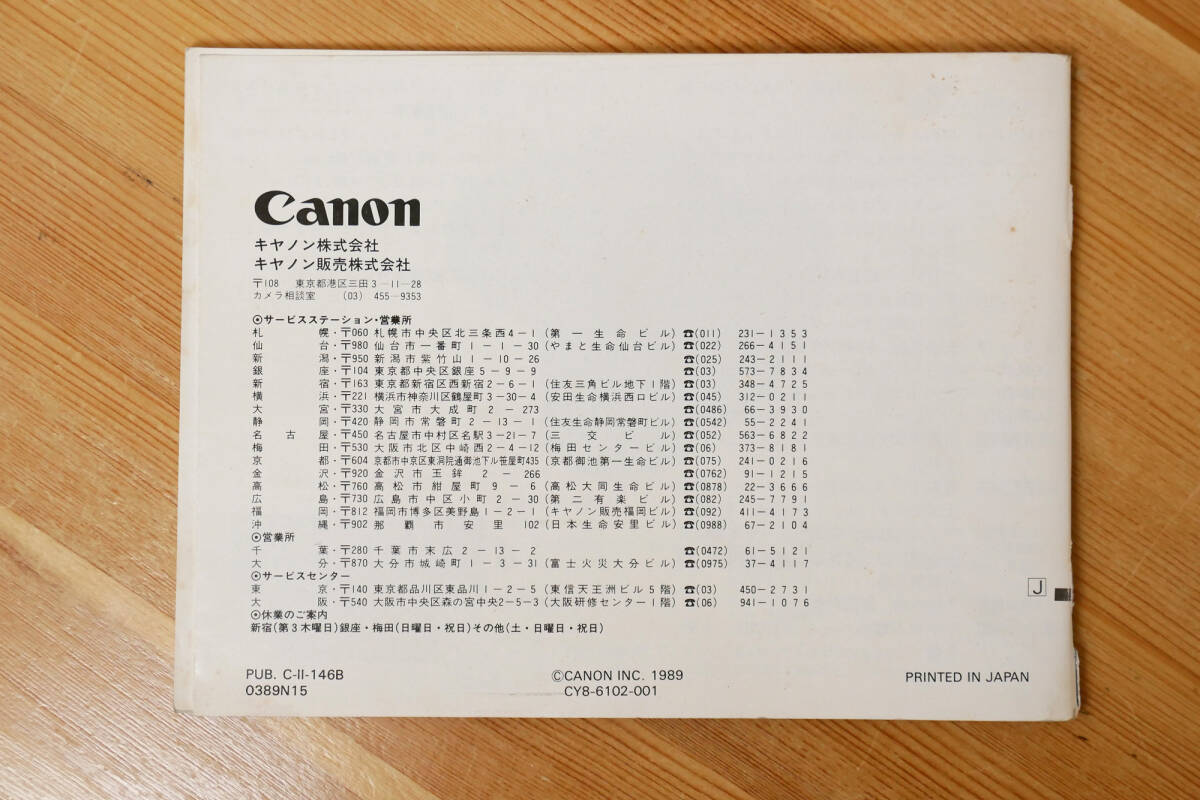 Canon
キヤノン株式会社
キヤノン販売株式会社
〒108 東京都港区三田3－11－28
カメラ相談室 (03) 455－9353
⊙サービスステーション・営業所
札幌・〒060 札幌市中央区北三条西4－1(第一生命ビル) ☎(011) 231－1353
仙台・〒980 仙台市一番町1－1－30(やまと生命仙台ビル) ☎(022) 266－4151
新潟・〒950 新潟市紫竹山1－10－26 ☎(025) 243－2111
銀座・〒104 東京都中央区銀座5－9－9 ☎(03) 573－7834
新宿・〒163 東京都新宿区西新宿2－6－1(住友三角ビル地下1階) ☎(03) 348－4725
横浜・〒221 横浜市神奈川区鶴屋町3－30－4(安田生命横浜西口ビル) ☎(045) 312－0211
大宮・〒330 大宮市大成町2－273 ☎(0486) 66－3930
静岡・〒420 静岡市常磐町2－13－1(住友生命静岡常磐町ビル) ☎(0542) 55－2241
名古屋・〒450 名古屋市中村区名駅3－21－7(三交ビル) ☎(052) 563－6822
梅田・〒530 大阪市北区中崎西2－4－12(梅田センタービル) ☎(06) 373－8181
京都・〒604 京都市中京区東洞院通御池下ル笹屋町435(京都御池第一生命ビル) ☎(075) 241－0216
金沢・〒920 金沢市玉鉾2－266 ☎(0762) 91－1215
高松・〒760 高松市紺屋町9－6(高松大同生命ビル) ☎(0878) 22－3666
広島・〒730 広島市中区小町2－30(第二有楽ビル) ☎(082) 245－7791
福岡・〒812 福岡市博多区美野島1－2－1(キヤノン販売福岡ビル) ☎(092) 411－4173
沖縄・〒902 那覇市安里102(日本生命安里ビル) ☎(0988) 67－2104
⊙営業所
千葉・〒280 千葉市末広2－13－2 ☎(0472) 61－5121
大分・〒870 大分市城崎町1－3－31(富士火災大分ビル) ☎(0975) 37－4117
⊙サービスセンター
東京・〒140 東京都品川区東品川1－2－5(東信天王洲ビル5階) ☎(03) 450－2731
大阪・〒540 大阪市中央区森の宮中央2－5－3(大阪研修センター1階) ☎(06) 941－1076
⊙休業のご案内
新宿(第3木曜日)銀座・梅田(日曜日・祝日)その他(土・日曜日・祝日)
J
PUB. C-II-146B ©CANON INC. 1989 PRINTED IN JAPAN
0389N15 CY8-6102-001